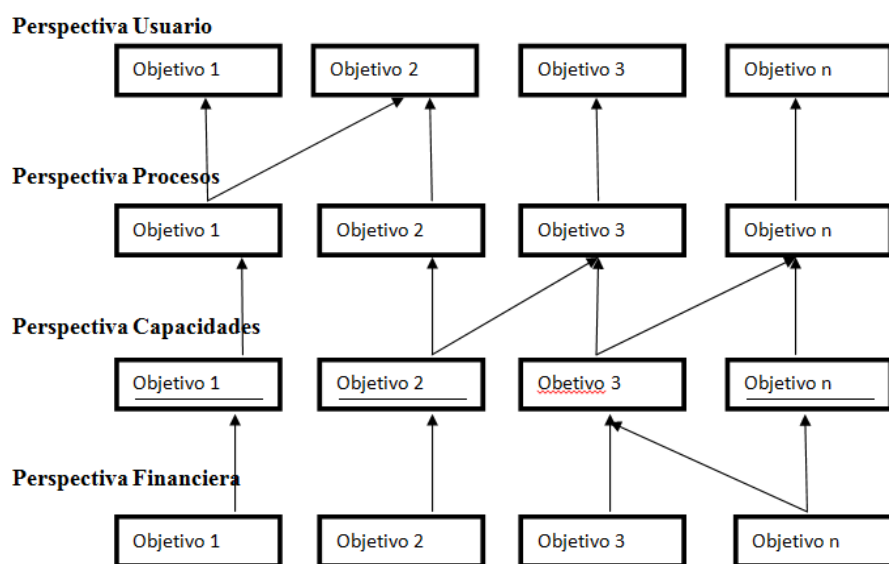 Perspectiva Usuario
Objetivo 1
Objetivo 2
Objetivo 3
Objetivo n
Perspectiva Procesos
Objetivo 1
Objetivo 2
Objetivo 3
Objetivo n
Perspectiva Capacidades
Objetivo 1
Objetivo 2
Obetivo 3
Objetivo n
Perspectiva Financiera
Objetivo 1
Objetivo 2
Objetivo 3
Objetivo n